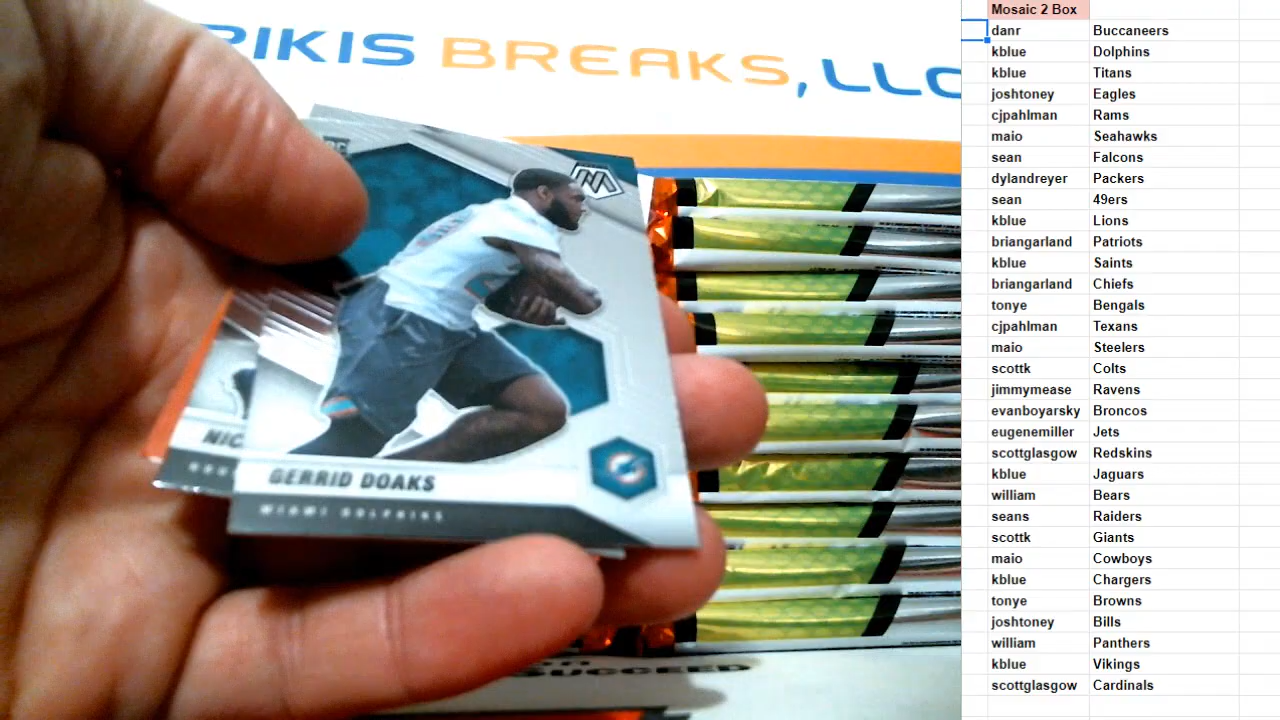 PIKIS BREAKS, LLC
NIC
GERRID DOAKS
MIAMI DOLPHINS
SUCCEED
Mosaic 2 Box
danr Buccaneers
kblue Dolphins
kblue Titans
joshtoney Eagles
cjpahlman Rams
maio Seahawks
sean Falcons
dylandreyer Packers
sean 49ers
kblue Lions
briangarland Patriots
kblue Saints
briangarland Chiefs
tonye Bengals
cjpahlman Texans
maio Steelers
scottk Colts
jimmymease Ravens
evanboyarsky Broncos
eugenemiller Jets
scottglasgow Redskins
kblue Jaguars
william Bears
seans Raiders
scottk Giants
maio Cowboys
kblue Chargers
tonye Browns
joshtoney Bills
william Panthers
kblue Vikings
scottglasgow Cardinals